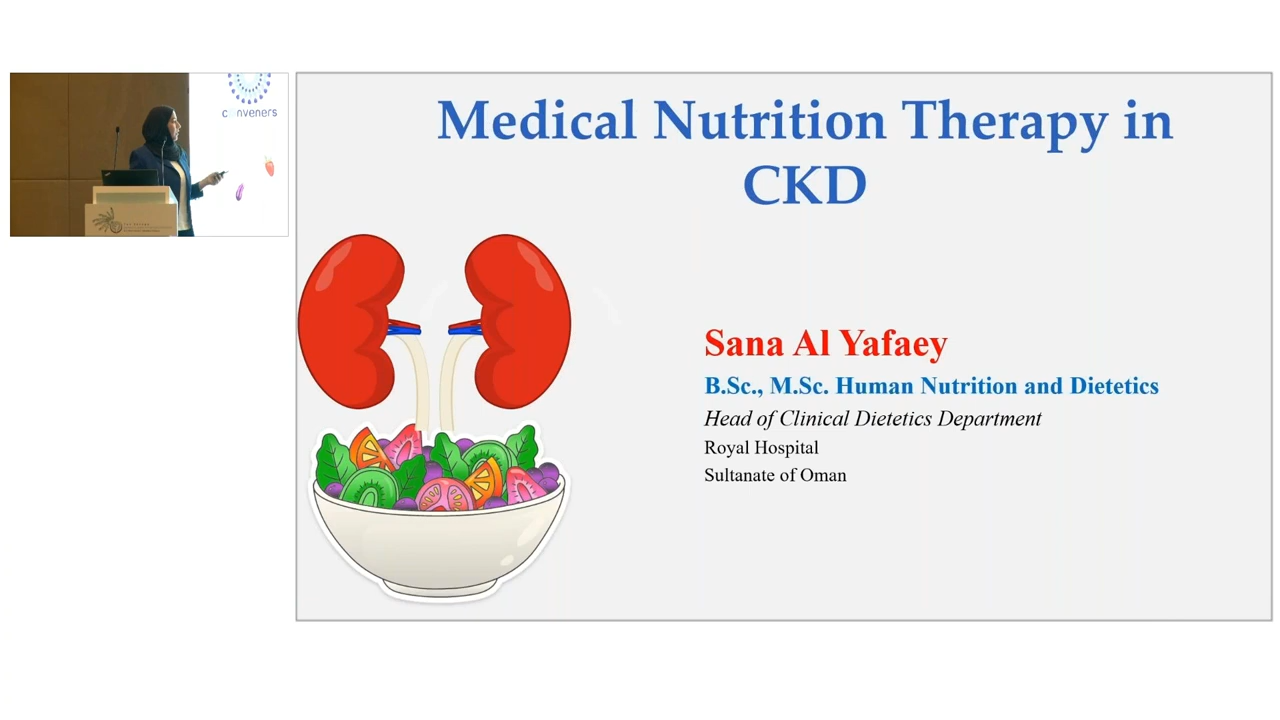 conveners
Medical Nutrition Therapy in
CKD
Sana Al Yafaey
B.Sc., M.Sc. Human Nutrition and Dietetics
Head of Clinical Dietetics Department
Royal Hospital
Sultanate of Oman